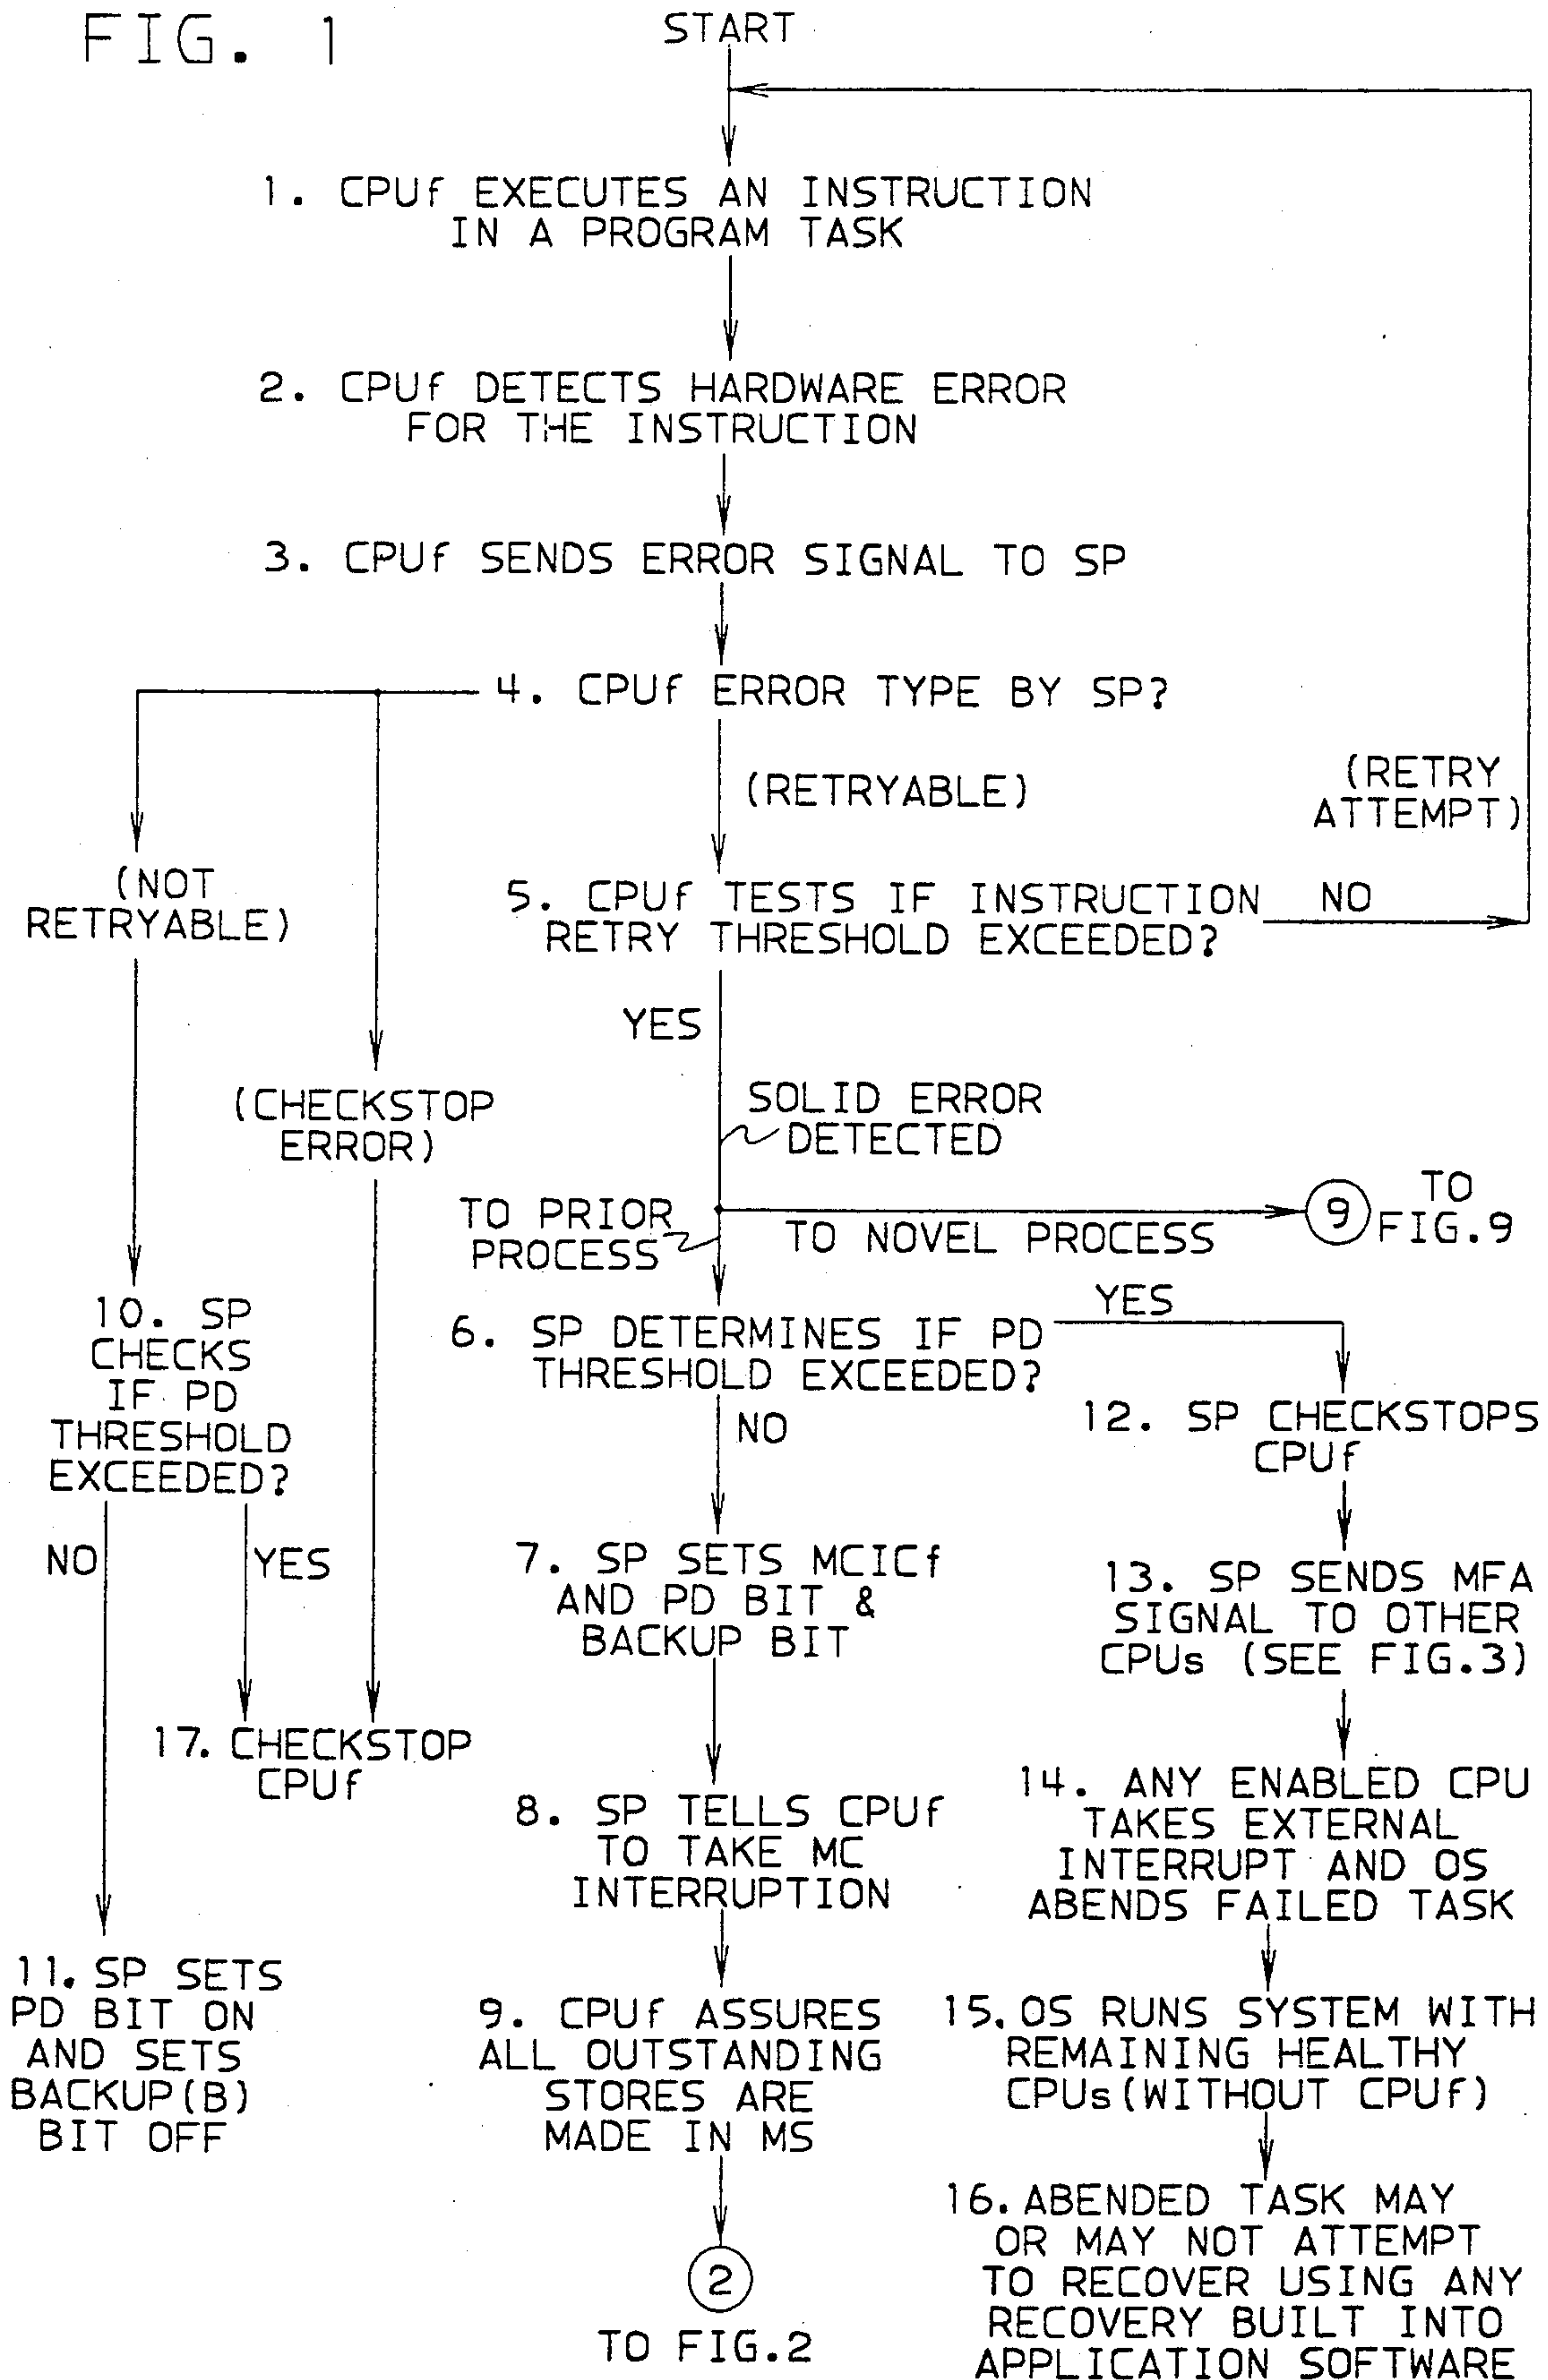 FIG. 1
START
1. CPUf EXECUTES AN INSTRUCTION
IN A PROGRAM TASK
2. CPUf DETECTS HARDWARE ERROR
FOR THE INSTRUCTION
3. CPUf SENDS ERROR SIGNAL TO SP
4. CPUf ERROR TYPE BY SP?
(RETRYABLE)
(RETRY
ATTEMPT)
(NOT
RETRYABLE)
5. CPUf TESTS IF INSTRUCTION
RETRY THRESHOLD EXCEEDED?
NO
YES
(CHECKSTOP
ERROR)
SOLID ERROR
DETECTED
TO PRIOR
PROCESS
TO NOVEL PROCESS
9
TO
FIG.9
10. SP
CHECKS
IF PD
THRESHOLD
EXCEEDED?
6. SP DETERMINES IF PD
THRESHOLD EXCEEDED?
YES
NO
12. SP CHECKSTOPS
CPUf
NO
YES
7. SP SETS MCICf
AND PD BIT &
BACKUP BIT
13. SP SENDS MFA
SIGNAL TO OTHER
CPUs (SEE FIG.3)
17. CHECKSTOP
CPUf
8. SP TELLS CPUf
TO TAKE MC
INTERRUPTION
14. ANY ENABLED CPU
TAKES EXTERNAL
INTERRUPT AND OS
ABENDS FAILED TASK
11. SP SETS
PD BIT ON
AND SETS
BACKUP(B)
BIT OFF
9. CPUf ASSURES
ALL OUTSTANDING
STORES ARE
MADE IN MS
15. OS RUNS SYSTEM WITH
REMAINING HEALTHY
CPUs(WITHOUT CPUf)
2
TO FIG.2
16. ABENDED TASK MAY
OR MAY NOT ATTEMPT
TO RECOVER USING ANY
RECOVERY BUILT INTO
APPLICATION SOFTWARE